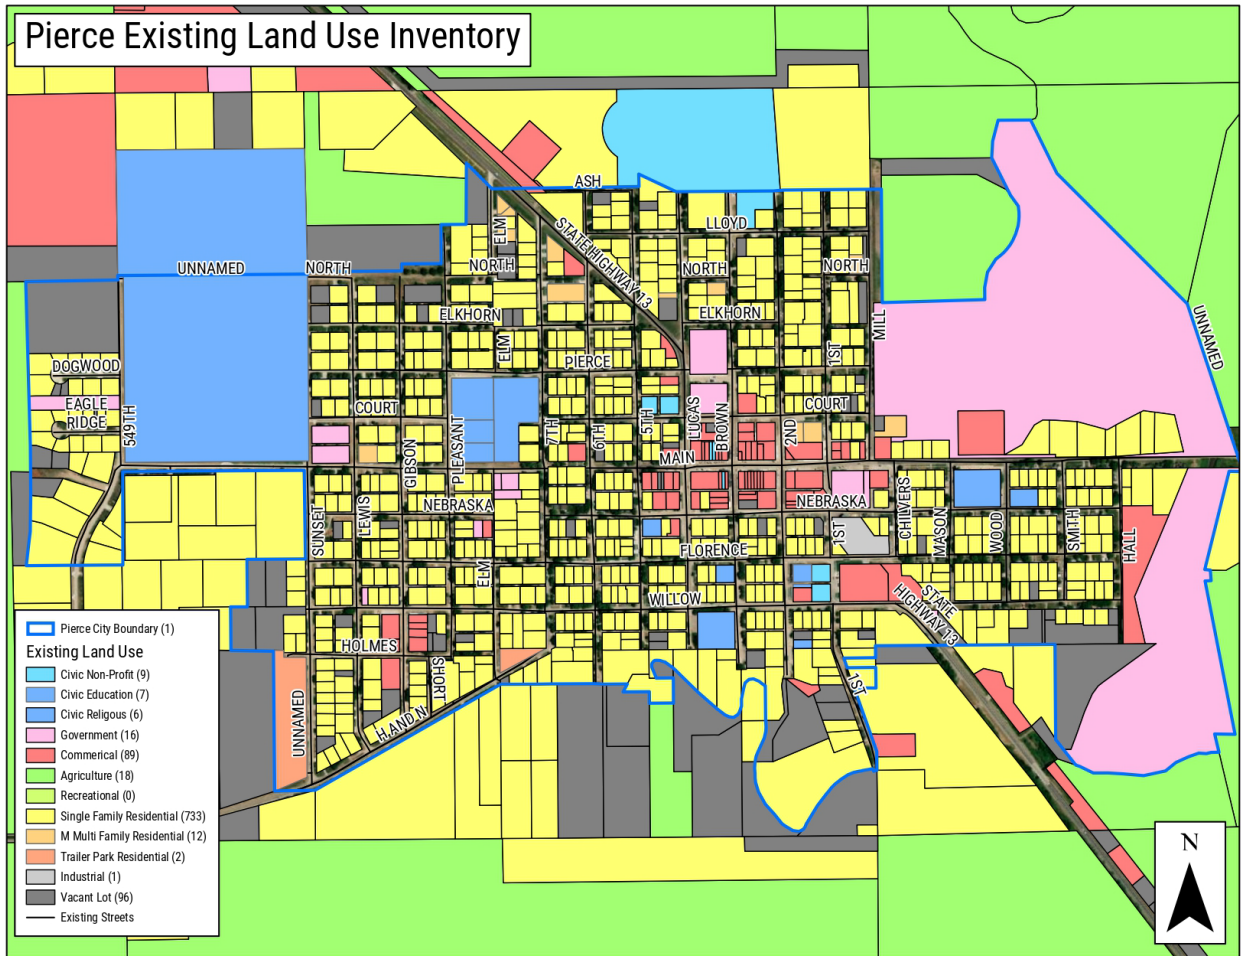 Pierce Existing Land Use Inventory
ASH
ELM
STATE HIGHWAY 13
LLOYD
UNNAMED
NORTH
NORTH
NORTH
NORTH
ELKHORN
ELKHORN
MILL
UNNAMED
ELM
PIERCE
1ST
DOGWOOD
EAGLE
RIDGE
549TH
COURT
COURT
PLEASANT
GIBSON
7TH
6TH
5TH
LUCAS
BROWN
2ND
MAIN
NEBRASKA
NEBRASKA
SUNSET
LEWIS
1ST
CHILVERS
MASON
WOOD
SMITH
HALL
FLORENCE
ELM
WILLOW
STATE
HIGHWAY 13
HOLMES
SHORT
1ST
UNNAMED
H AND N
Pierce City Boundary (1)
Existing Land Use
Civic Non-Profit (9)
Civic Education (7)
Civic Religous (6)
Government (16)
Commerical (89)
Agriculture (18)
Recreational (0)
Single Family Residential (733)
M Multi Family Residential (12)
Trailer Park Residential (2)
Industrial (1)
Vacant Lot (96)
Existing Streets
N